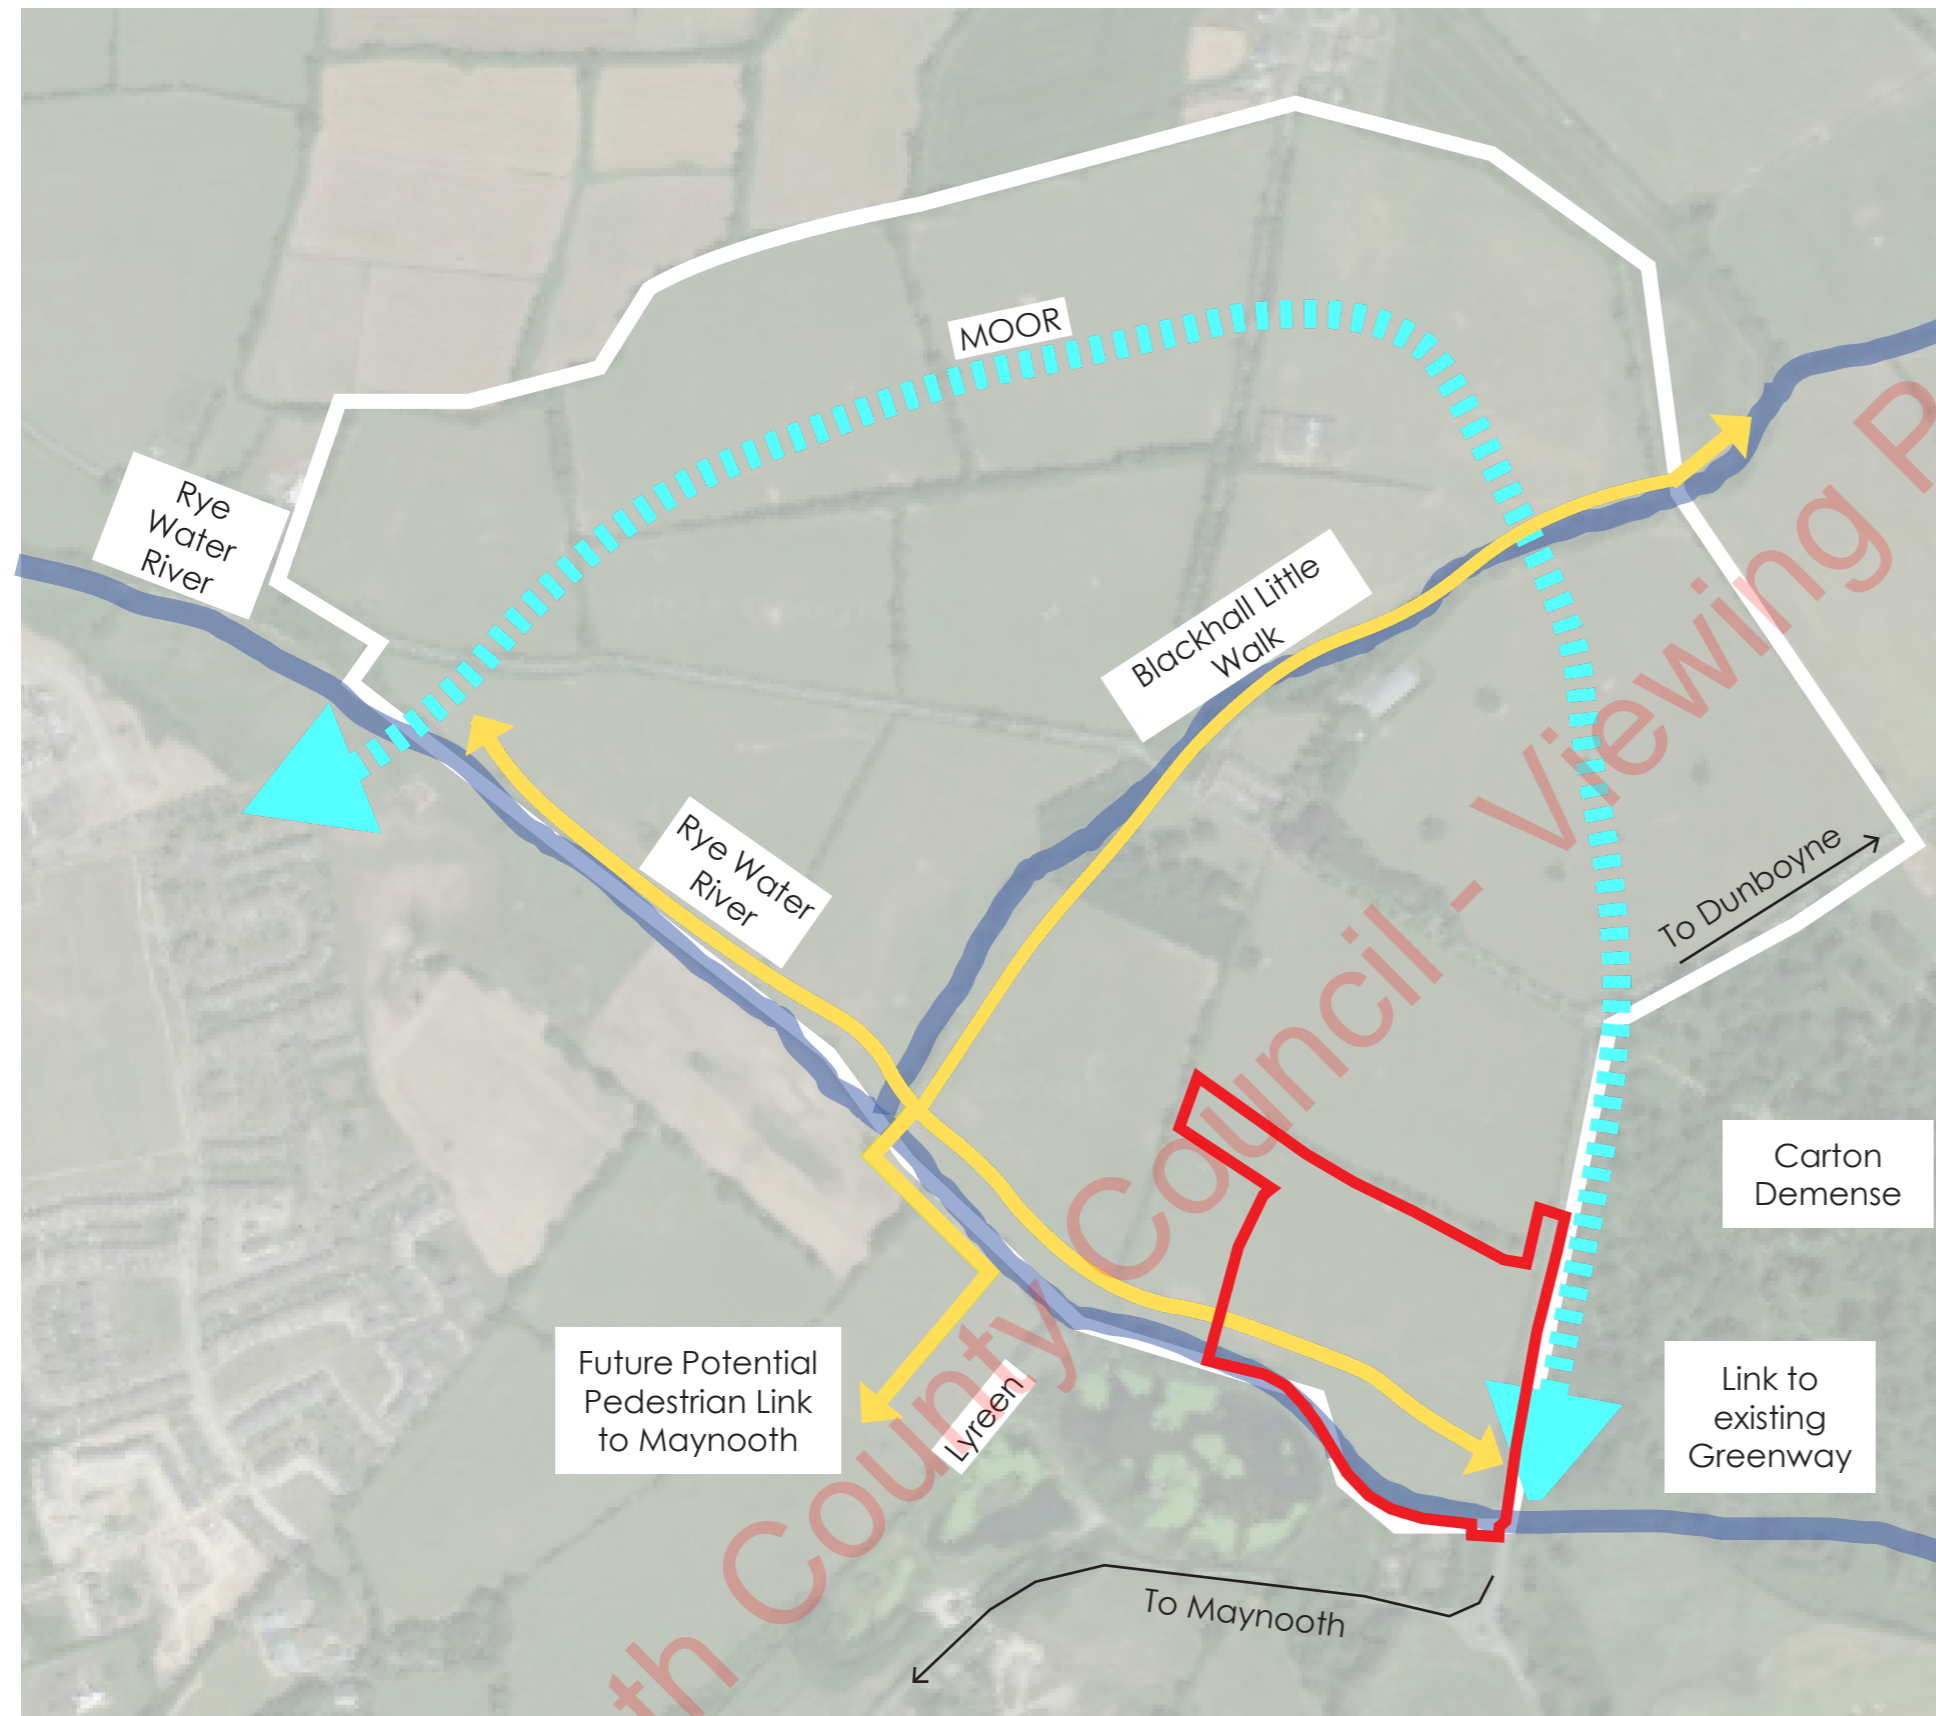 MOOR
Rye
Water
River
Blackhall Little
Walk
Rye Water
River
To Dunboyne
Carton
Demense
Future Potential
Pedestrian Link
to Maynooth
Lyreen
Link to
existing
Greenway
To Maynooth
th County Council - Viewing P